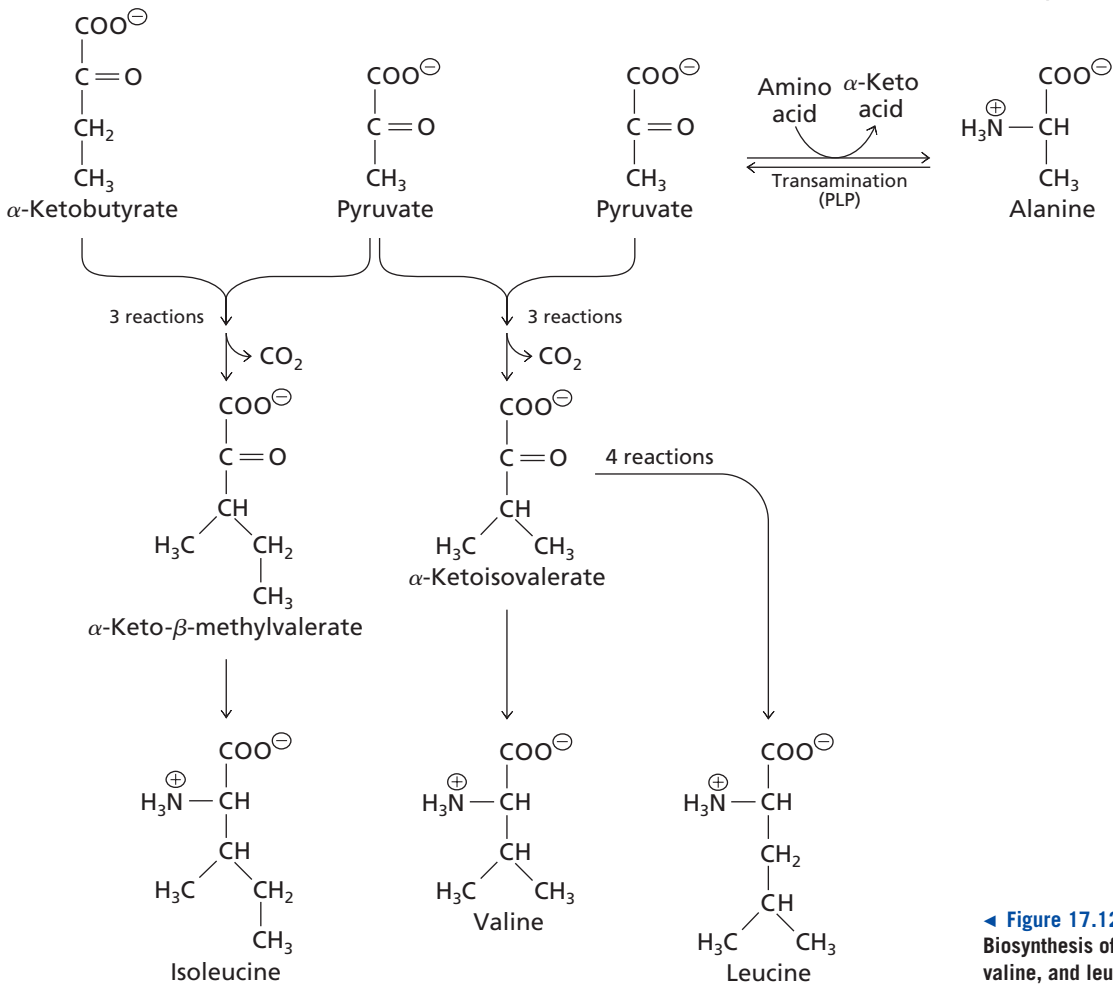 COO⊖
C=O
CH₂
CH₃
α-Ketobutyrate
COO⊖
C=O
CH₃
Pyruvate
COO⊖
C=O
CH₃
Pyruvate
Amino acid
α-Keto acid
Transamination
(PLP)
COO⊖
H₃N⊕—CH
CH₃
Alanine
3 reactions
CO₂
3 reactions
CO₂
COO⊖
C=O
CH
H₃C CH₂
CH₃
α-Keto-β-methylvalerate
COO⊖
C=O
CH
H₃C CH₃
α-Ketoisovalerate
4 reactions
COO⊖
H₃N⊕—CH
CH
H₃C CH₂
CH₃
Isoleucine
COO⊖
H₃N⊕—CH
CH
H₃C CH₃
Valine
COO⊖
H₃N⊕—CH
CH₂
CH
H₃C CH₃
Leucine
◄ Figure 17.12
Biosynthesis of
valine, and leu